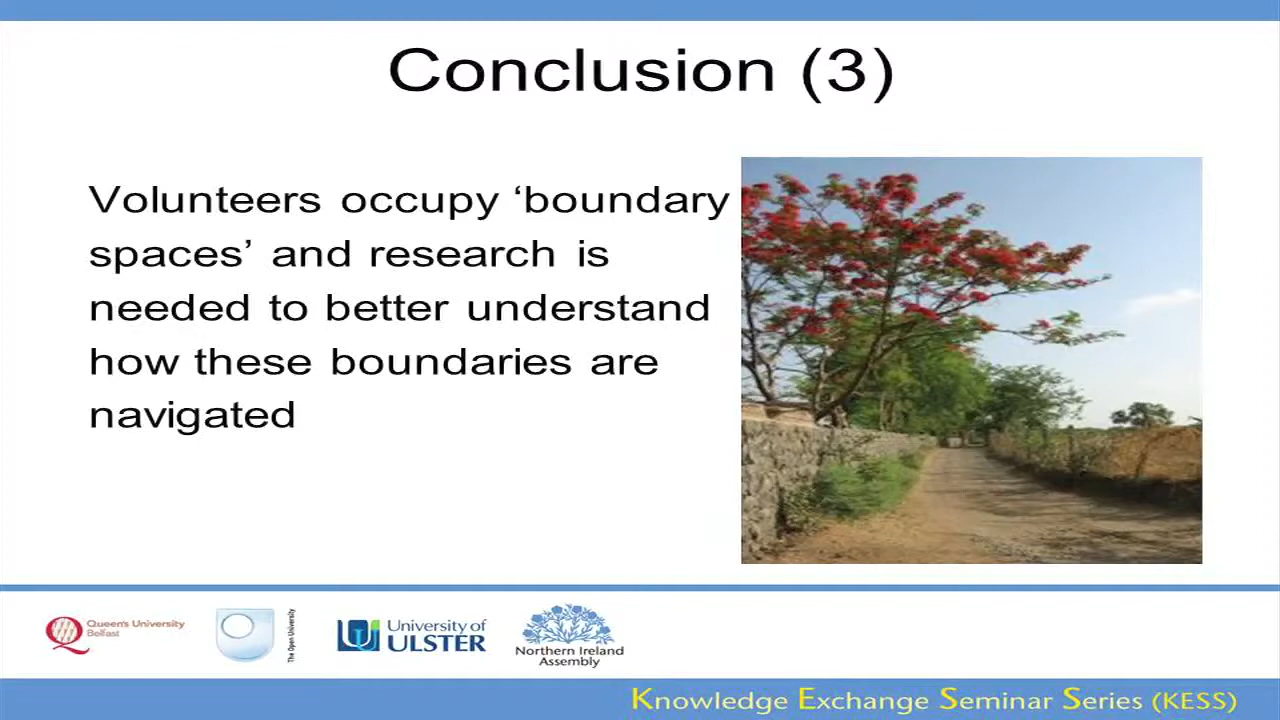 Conclusion (3)
Volunteers occupy ‘boundary
spaces’ and research is
needed to better understand
how these boundaries are
navigated
Queen's University
Belfast
The Open University
University of
ULSTER
Northern Ireland
Assembly
Knowledge Exchange Seminar Series (KESS)